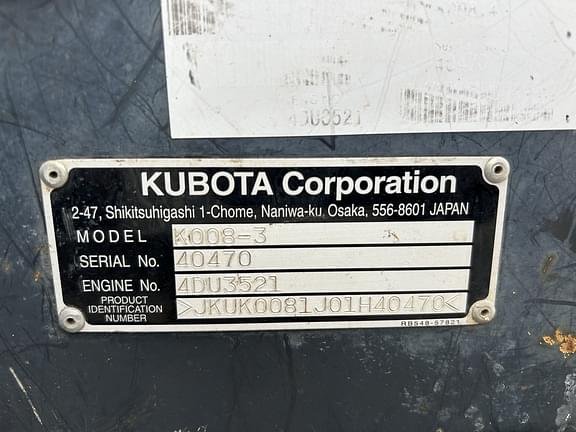 4DU3521
KUBOTA Corporation
2-47, Shikitsuhigashi 1-Chome, Naniwa-ku, Osaka, 556-8601 JAPAN
MODEL K008-3
SERIAL No. 40470
ENGINE No. 4DU3521
PRODUCT
IDENTIFICATION
NUMBER >JKUK0081J01H40470<
RB548-57821